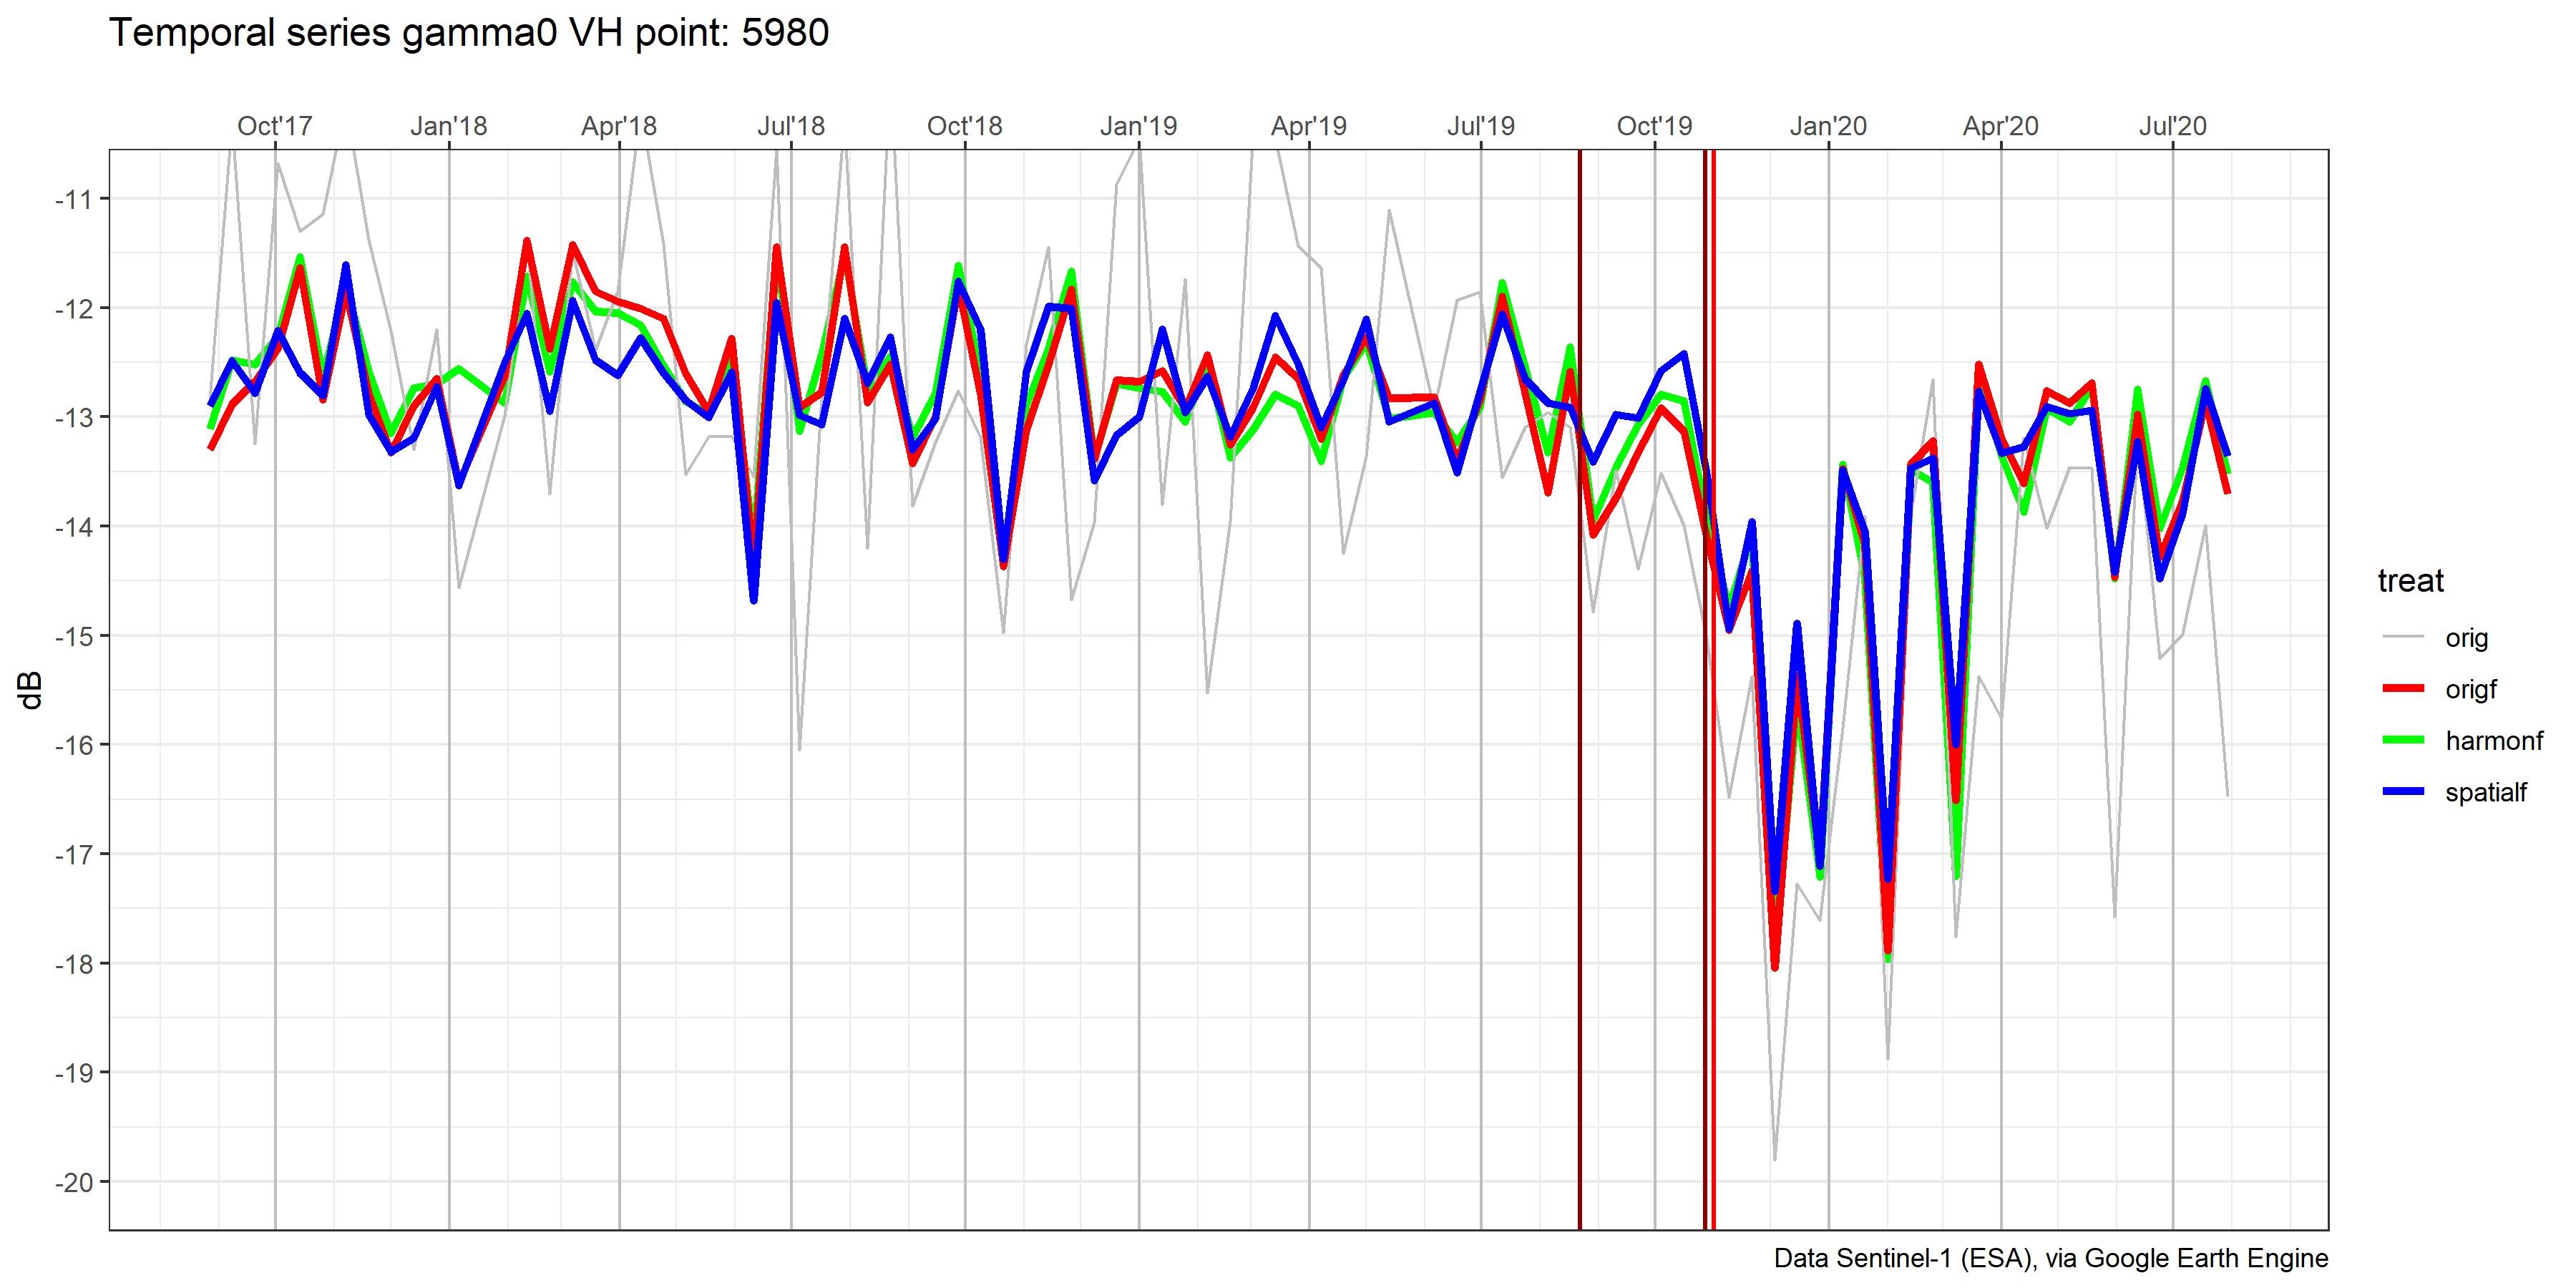 Temporal series gamma0 VH point: 5980
Oct'17 Jan'18 Apr'18 Jul'18 Oct'18 Jan'19 Apr'19 Jul'19 Oct'19 Jan'20 Apr'20 Jul'20
-11
-12
-13
-14
-15
-16
-17
-18
-19
-20
dB
treat
orig
origf
harmonf
spatialf
Data Sentinel-1 (ESA), via Google Earth Engine